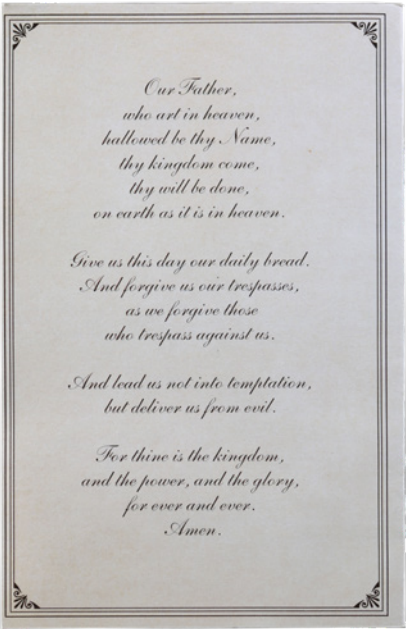 Our Father,
who art in heaven,
hallowed be thy Name,
thy kingdom come,
thy will be done,
on earth as it is in heaven.
Give us this day our daily bread.
And forgive us our trespasses,
as we forgive those
who trespass against us.
And lead us not into temptation,
but deliver us from evil.
For thine is the kingdom,
and the power, and the glory,
for ever and ever.
Amen.